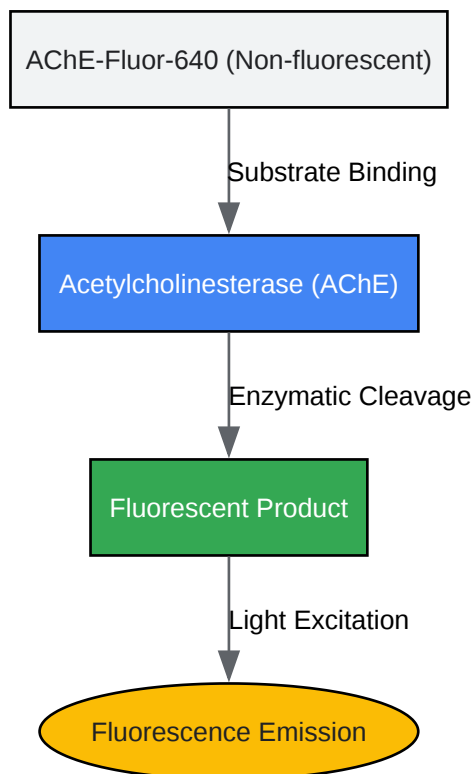 AChE-Fluor-640 (Non-fluorescent)
Substrate Binding
Acetylcholinesterase (AChE)
Enzymatic Cleavage
Fluorescent Product
Light Excitation
Fluorescence Emission